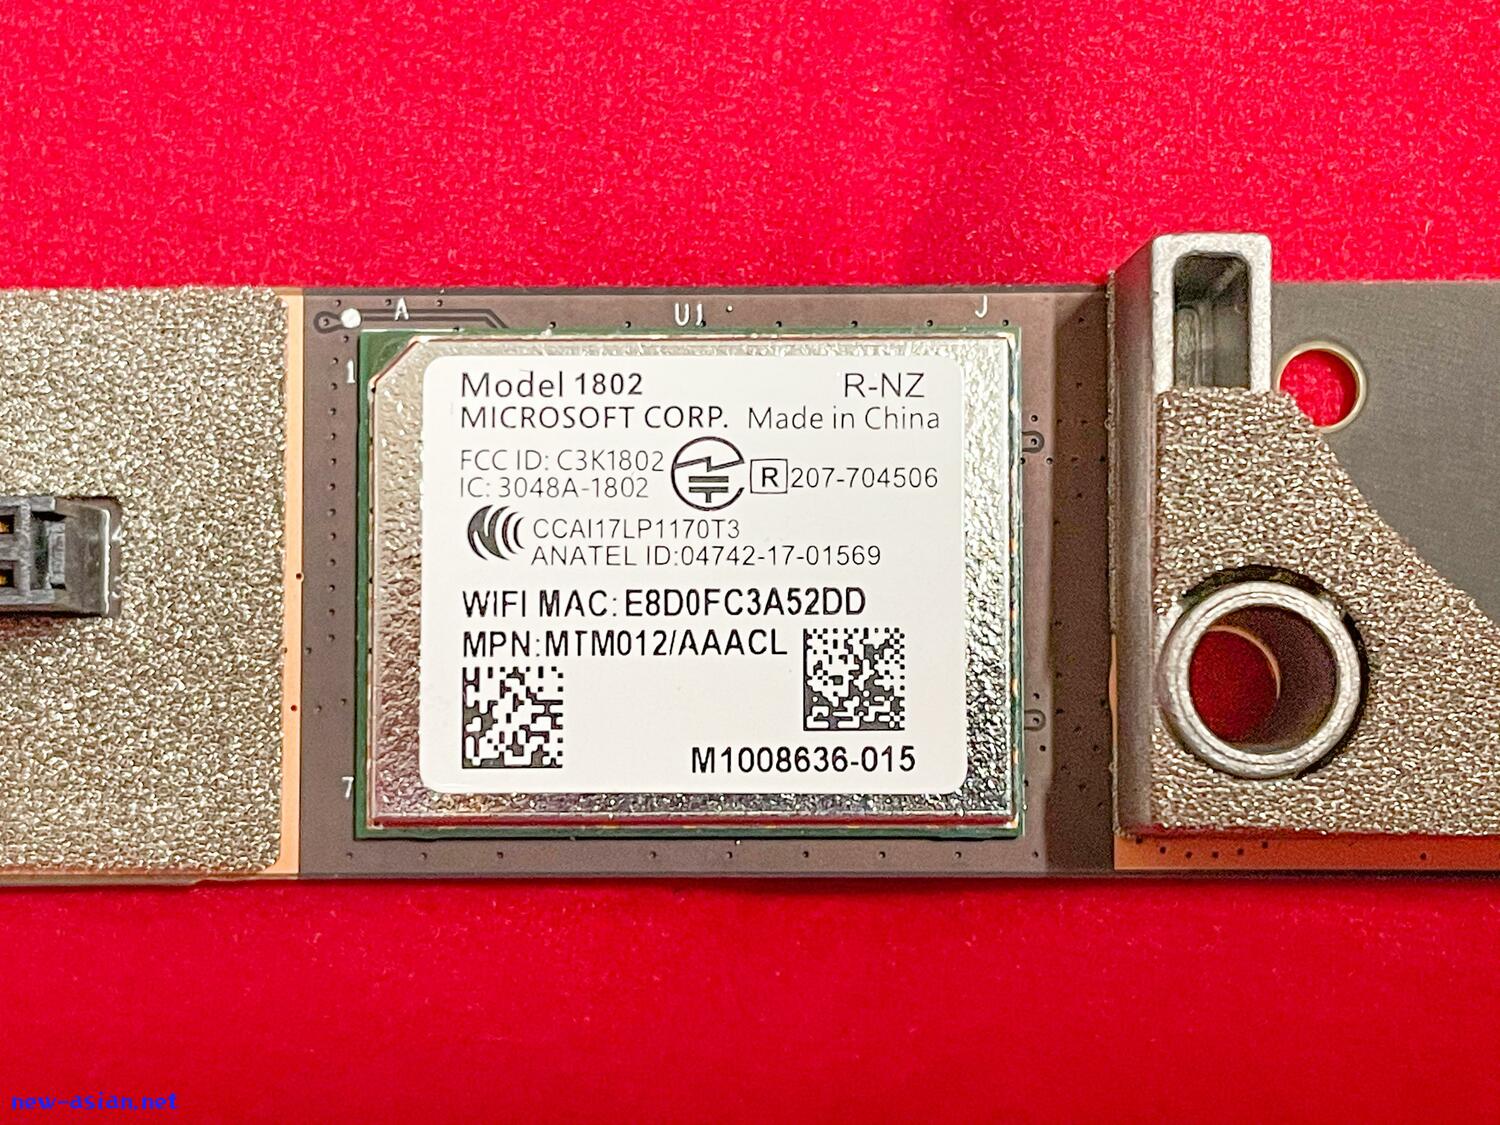 A U1 J
1
Model 1802 R-NZ
MICROSOFT CORP. Made in China
FCC ID: C3K1802
IC: 3048A-1802
R 207-704506
CCAI17LP1170T3
ANATEL ID:04742-17-01569
WIFI MAC:E8D0FC3A52DD
MPN:MTM012/AAACL
M1008636-015
7
new-asian.net